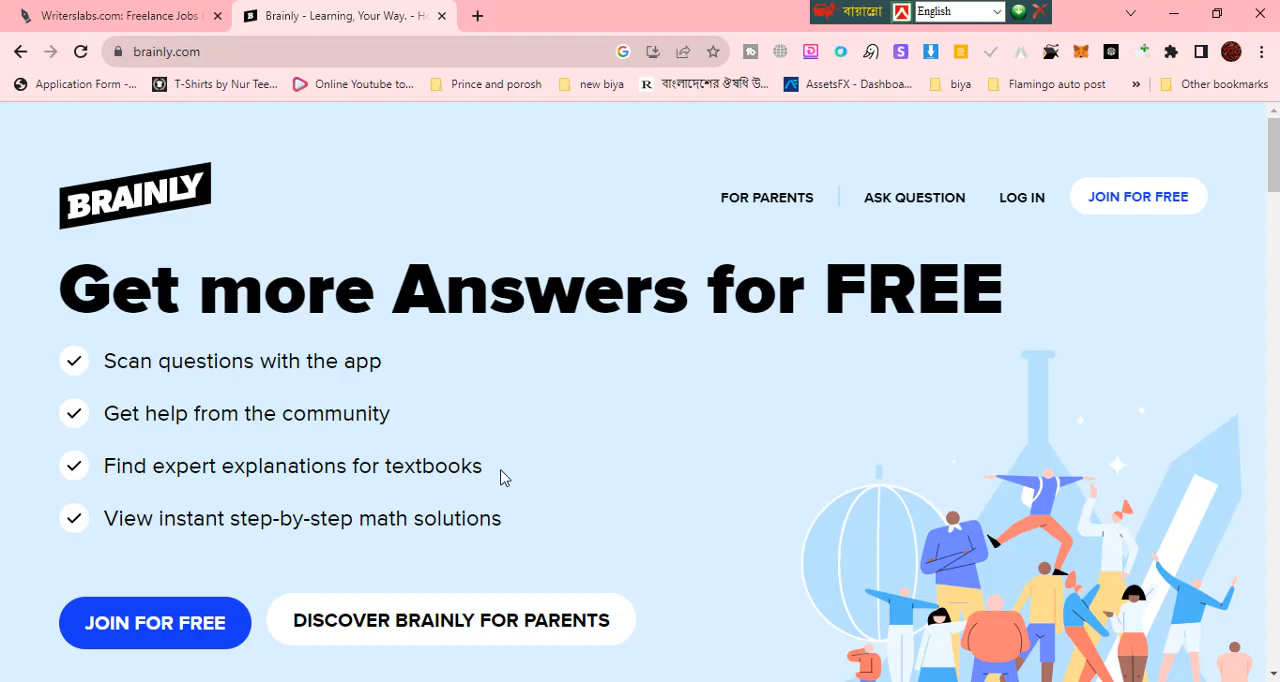 Writerslabs.com: Freelance Jobs
Brainly - Learning, Your Way. - Ho
বায়ান্নো
English
brainly.com
Application Form -...
T-Shirts by Nur Tee...
Online Youtube to...
Prince and porosh
new biya
বাংলাদেশের ঔষধি উ...
AssetsFX - Dashboa...
biya
Flamingo auto post
»
Other bookmarks
BRAINLY
FOR PARENTS
ASK QUESTION
LOG IN
JOIN FOR FREE
Get more Answers for FREE
Scan questions with the app
Get help from the community
Find expert explanations for textbooks
View instant step-by-step math solutions
JOIN FOR FREE
DISCOVER BRAINLY FOR PARENTS